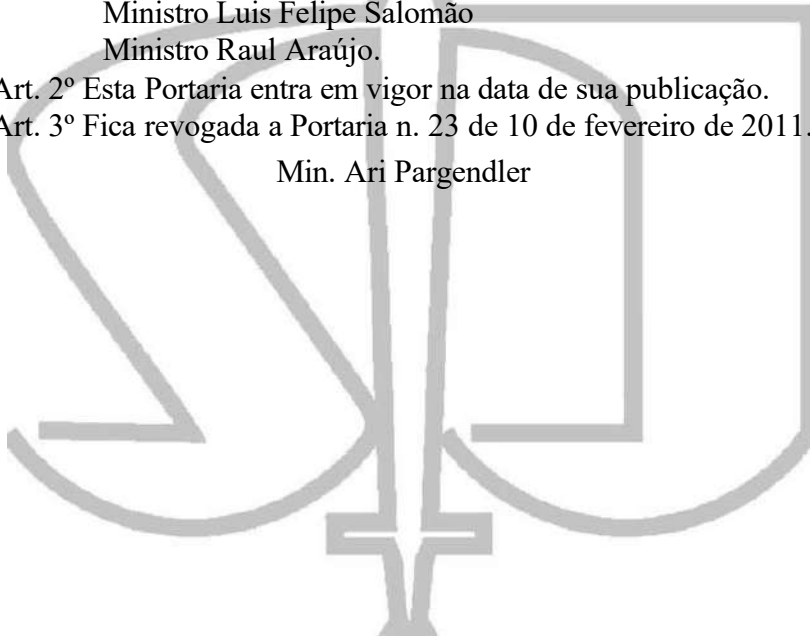 Ministro Luis Felipe Salomão
Ministro Raul Araújo.
Art. 2º Esta Portaria entra em vigor na data de sua publicação.
Art. 3º Fica revogada a Portaria n. 23 de 10 de fevereiro de 2011.
Min. Ari Pargendler